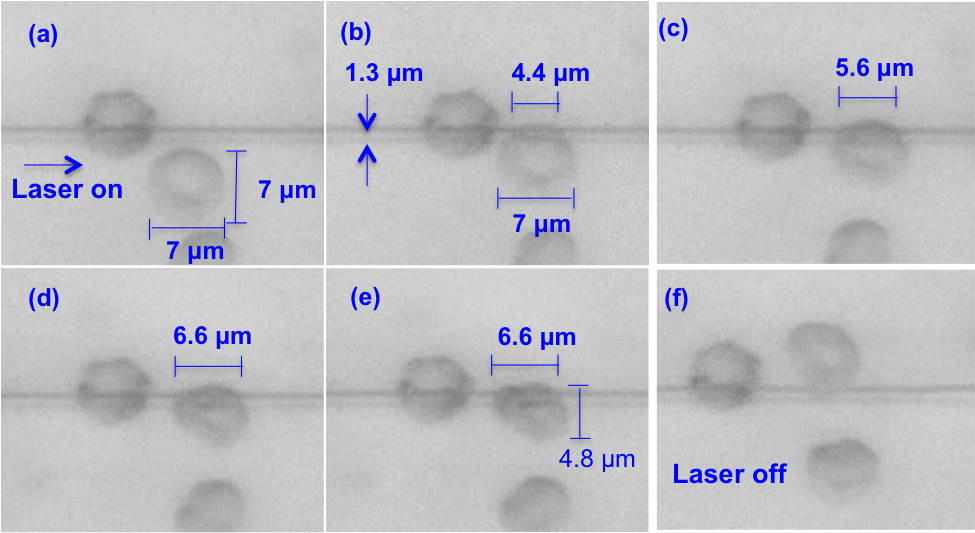 (a)
Laser on
7 μm
7 μm
(b)
1.3 μm
4.4 μm
7 μm
(c)
5.6 μm
(d)
6.6 μm
(e)
6.6 μm
4.8 μm
(f)
Laser off